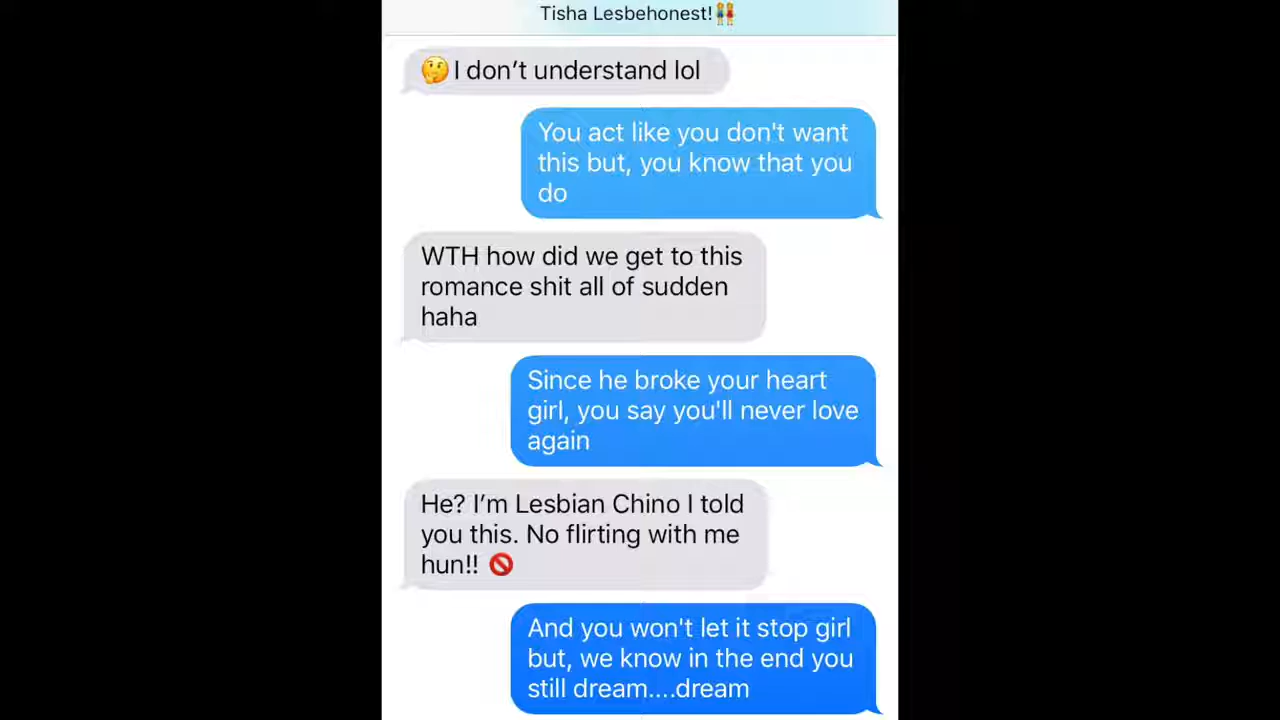 Tisha Lesbehonest!👭
🤔 I don’t understand lol
You act like you don't want
this but, you know that you
do
WTH how did we get to this
romance shit all of sudden
haha
Since he broke your heart
girl, you say you'll never love
again
He? I’m Lesbian Chino I told
you this. No flirting with me
hun!! 🚫
And you won't let it stop girl
but, we know in the end you
still dream....dream